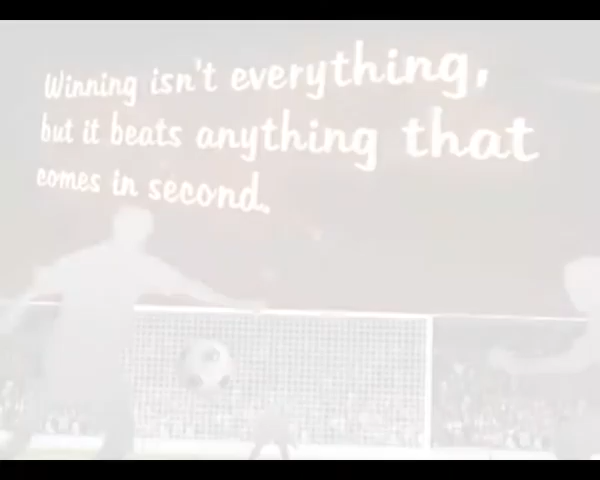 Winning isn't everything,
but it beats anything that
comes in second.